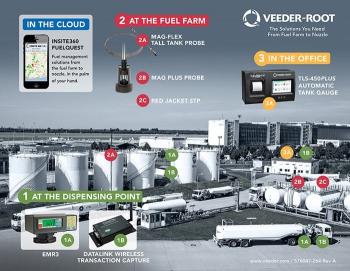 IN THE CLOUD
INSITE360
FUELQUEST
Fuel management
solutions from
the fuel farm to
nozzle. In the palm
of your hand.
2 AT THE FUEL FARM
2A MAG-FLEX
TALL TANK PROBE
2B MAG PLUS PROBE
2C RED JACKET STP
VEEDER-ROOT
The Solutions You Need
From Fuel Farm to Nozzle
3 IN THE OFFICE
TLS-450PLUS
AUTOMATIC
TANK GAUGE
3A
2A
1A
1B
3A
1B
2B
2C
1 AT THE DISPENSING POINT
1A
1B
EMR3
DATALINK WIRELESS
TRANSACTION CAPTURE
1A
1B
www.veeder.com